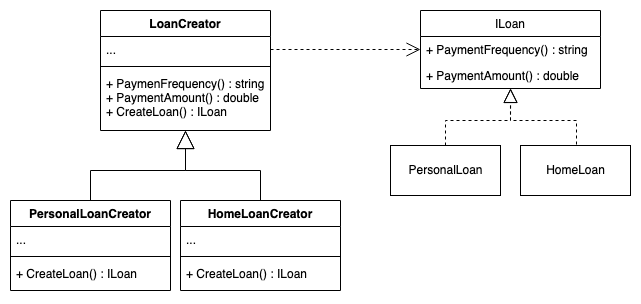 LoanCreator
...
+ PaymenFrequency() : string
+ PaymentAmount() : double
+ CreateLoan() : ILoan
ILoan
+ PaymentFrequency() : string
+ PaymentAmount() : double
PersonalLoan
HomeLoan
PersonalLoanCreator
...
+ CreateLoan() : ILoan
HomeLoanCreator
...
+ CreateLoan() : ILoan